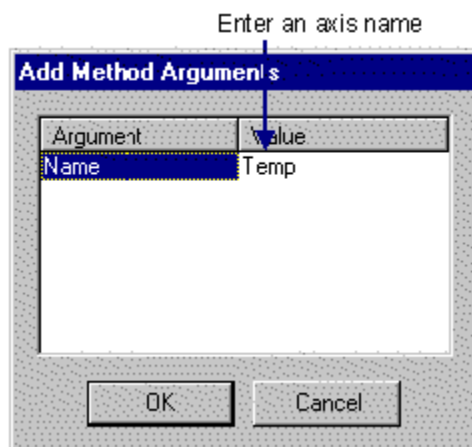 Enter an axis name
Add Method Arguments
Argument Value
Name Temp
OK Cancel